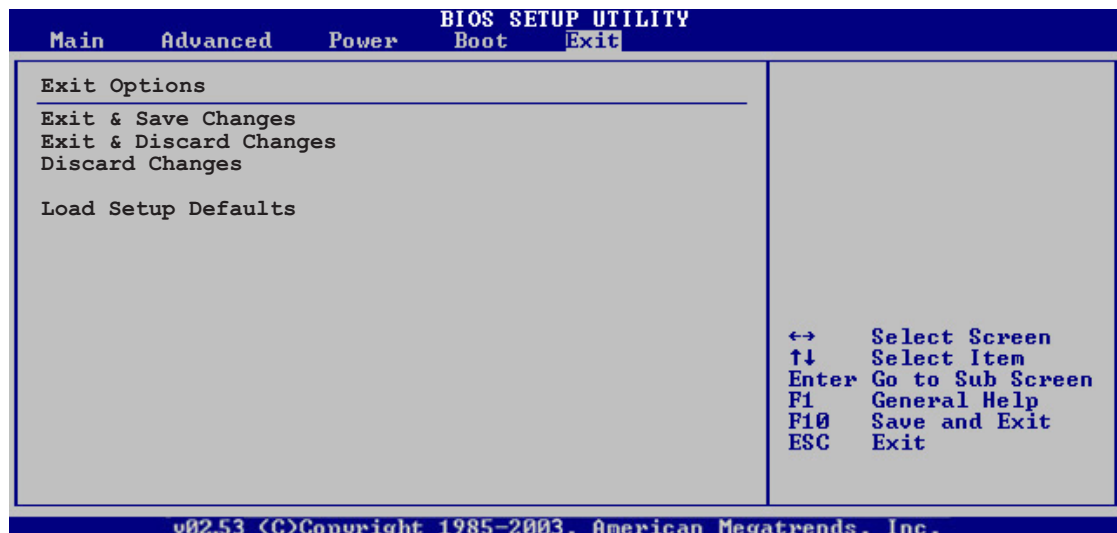 BIOS SETUP UTILITY
Main Advanced Power Boot Exit
Exit Options
Exit & Save Changes
Exit & Discard Changes
Discard Changes
Load Setup Defaults
←→ Select Screen
↑↓ Select Item
Enter Go to Sub Screen
F1 General Help
F10 Save and Exit
ESC Exit
v02.53 (C)Copyright 1985-2003, American Megatrends, Inc.